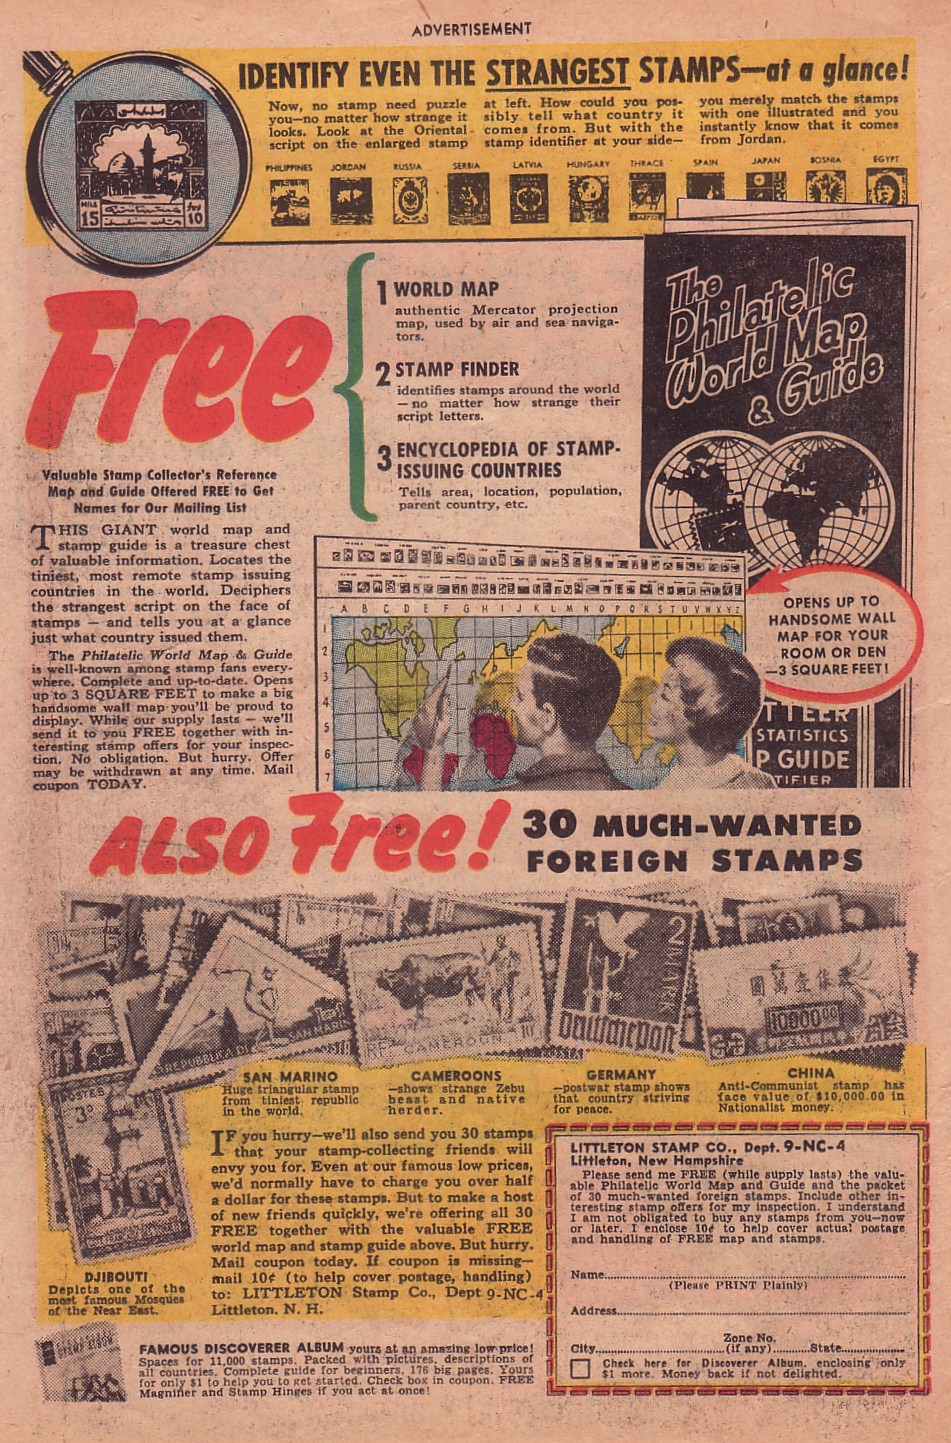 ADVERTISEMENT
IDENTIFY EVEN THE STRANGEST STAMPS—at a glance!
Now, no stamp need puzzle
you—no matter how strange it
looks. Look at the Oriental
script on the enlarged stamp
at left. How could you pos-
sibly tell what country it
comes from. But with the
stamp identifier at your side—
you merely match the stamps
with one illustrated and you
instantly know that it comes
from Jordan.
MILS
15
10
PHILIPPINES JORDAN RUSSIA SERBIA LATVIA HUNGARY THRACE SPAIN JAPAN BOSNIA EGYPT
Free
1 WORLD MAP
authentic Mercator projection
map, used by air and sea naviga-
tors.
2 STAMP FINDER
identifies stamps around the world
— no matter how strange their
script letters.
3 ENCYCLOPEDIA OF STAMP-
ISSUING COUNTRIES
Tells area, location, population,
parent country, etc.
The
Philatelic
World Map
& Guide
Valuable Stamp Collector's Reference
Map and Guide Offered FREE to Get
Names for Our Mailing List
THIS GIANT world map and
stamp guide is a treasure chest
of valuable information. Locates the
tiniest, most remote stamp issuing
countries in the world. Deciphers
the strangest script on the face of
stamps — and tells you at a glance
just what country issued them.
The Philatelic World Map & Guide
is well-known among stamp fans every-
where. Complete and up-to-date. Opens
up to 3 SQUARE FEET to make a big
handsome wall map you'll be proud to
display. While our supply lasts — we'll
send it to you FREE together with in-
teresting stamp offers for your inspec-
tion. No obligation. But hurry. Offer
may be withdrawn at any time. Mail
coupon TODAY.
A B C D E F G H I J K L M N O P Q R S T U V W X Y Z
1
2
3
4
5
6
7
OPENS UP TO
HANDSOME WALL
MAP FOR YOUR
ROOM OR DEN
—3 SQUARE FEET!
TTEER
STATISTICS
P GUIDE
TIFIER
ALSO Free!
30 MUCH-WANTED
FOREIGN STAMPS
REPUBBLICA DI SAN MARINO
POSTA
CAMEROUN
2
MARK
10000.00
POSTES
3
SAN MARINO
Huge triangular stamp
from tiniest republic
in the world.
CAMEROONS
—shows strange Zebu
beast and native
herder.
GERMANY
—postwar stamp shows
that country striving
for peace.
CHINA
Anti-Communist stamp has
face value of $10,000.00 in
Nationalist money.
DJIBOUTI
Depicts one of the
most famous Mosques
of the Near East.
IF you hurry—we'll also send you 30 stamps
that your stamp-collecting friends will
envy you for. Even at our famous low prices,
we'd normally have to charge you over half
a dollar for these stamps. But to make a host
of new friends quickly, we're offering all 30
FREE together with the valuable FREE
world map and stamp guide above. But hurry.
Mail coupon today. If coupon is missing—
mail 10¢ (to help cover postage, handling)
to: LITTLETON Stamp Co., Dept 9-NC-4
Littleton, N. H.
LITTLETON STAMP CO., Dept. 9-NC-4
Littleton, New Hampshire
Please send me FREE (while supply lasts) the valu-
able Philatelic World Map and Guide and the packet
of 30 much-wanted foreign stamps. Include other in-
teresting stamp offers for my inspection. I understand
I am not obligated to buy any stamps from you—now
or later. I enclose 10¢ to help cover actual postage
and handling of FREE map and stamps.
Name
(Please PRINT Plainly)
Address
Zone No.
City (if any) State
Check here for Discoverer Album, enclosing only
$1 more. Money back if not delighted.
STAMP ALBUM
FAMOUS DISCOVERER ALBUM yours at an amazing low price!
Spaces for 11,000 stamps. Packed with pictures, descriptions of
all countries. Complete guide for beginners. 176 big pages. Yours
for only $1 to help you to get started. Check box in coupon. FREE
Magnifier and Stamp Hinges if you act at once!